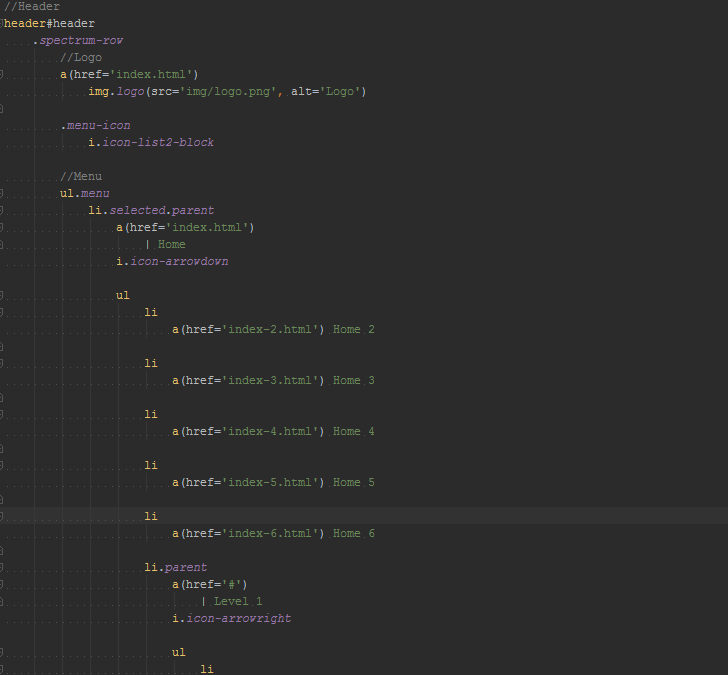 //Header
header#header
.spectrum-row
//Logo
a(href='index.html')
img.logo(src='img/logo.png', alt='Logo')
.menu-icon
i.icon-list2-block
//Menu
ul.menu
li.selected.parent
a(href='index.html')
| Home
i.icon-arrowdown
ul
li
a(href='index-2.html') Home 2
li
a(href='index-3.html') Home 3
li
a(href='index-4.html') Home 4
li
a(href='index-5.html') Home 5
li
a(href='index-6.html') Home 6
li.parent
a(href='#')
| Level 1
i.icon-arrowright
ul
li